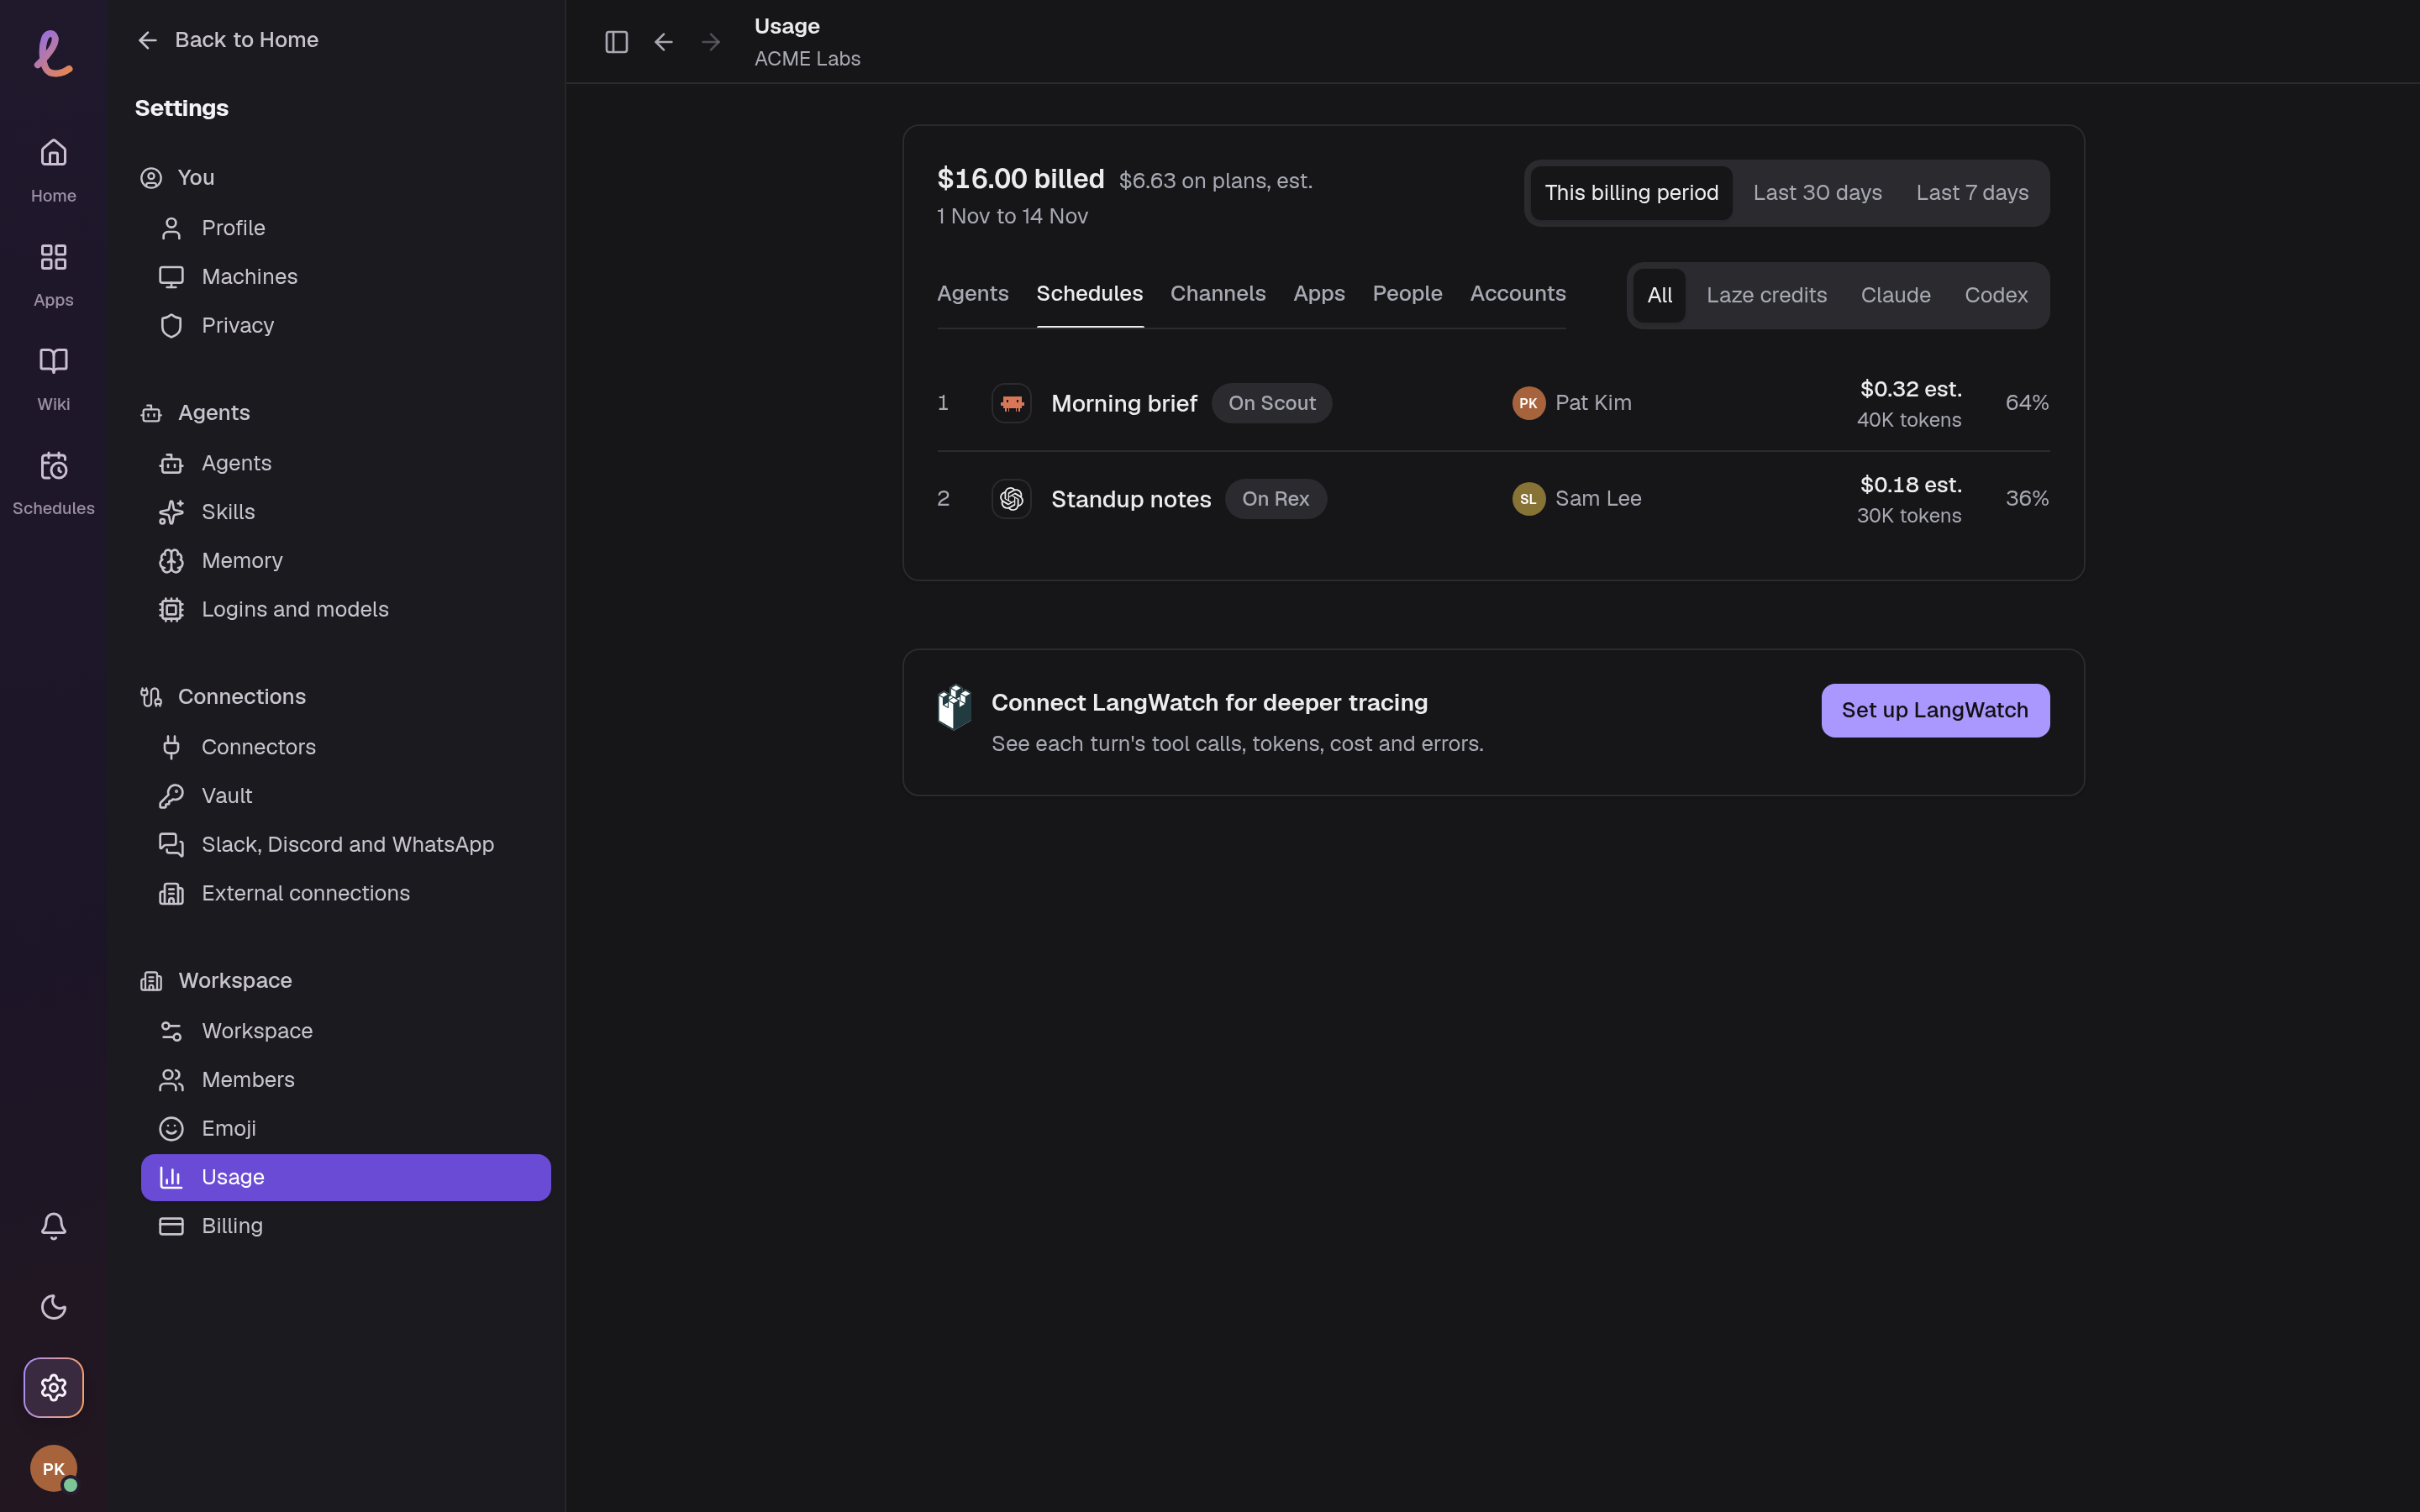 Home
Apps
Wiki
Schedules
PK
Back to Home
Settings
You
Profile
Machines
Privacy
Agents
Agents
Skills
Memory
Logins and models
Connections
Connectors
Vault
Slack, Discord and WhatsApp
External connections
Workspace
Workspace
Members
Emoji
Usage
Billing
Usage
ACME Labs
$16.00 billed $6.63 on plans, est.
1 Nov to 14 Nov
This billing period Last 30 days Last 7 days
Agents Schedules Channels Apps People Accounts
All Laze credits Claude Codex
1 Morning brief On Scout PK Pat Kim $0.32 est. 64%
40K tokens
2 Standup notes On Rex SL Sam Lee $0.18 est. 36%
30K tokens
Connect LangWatch for deeper tracing
See each turn's tool calls, tokens, cost and errors.
Set up LangWatch